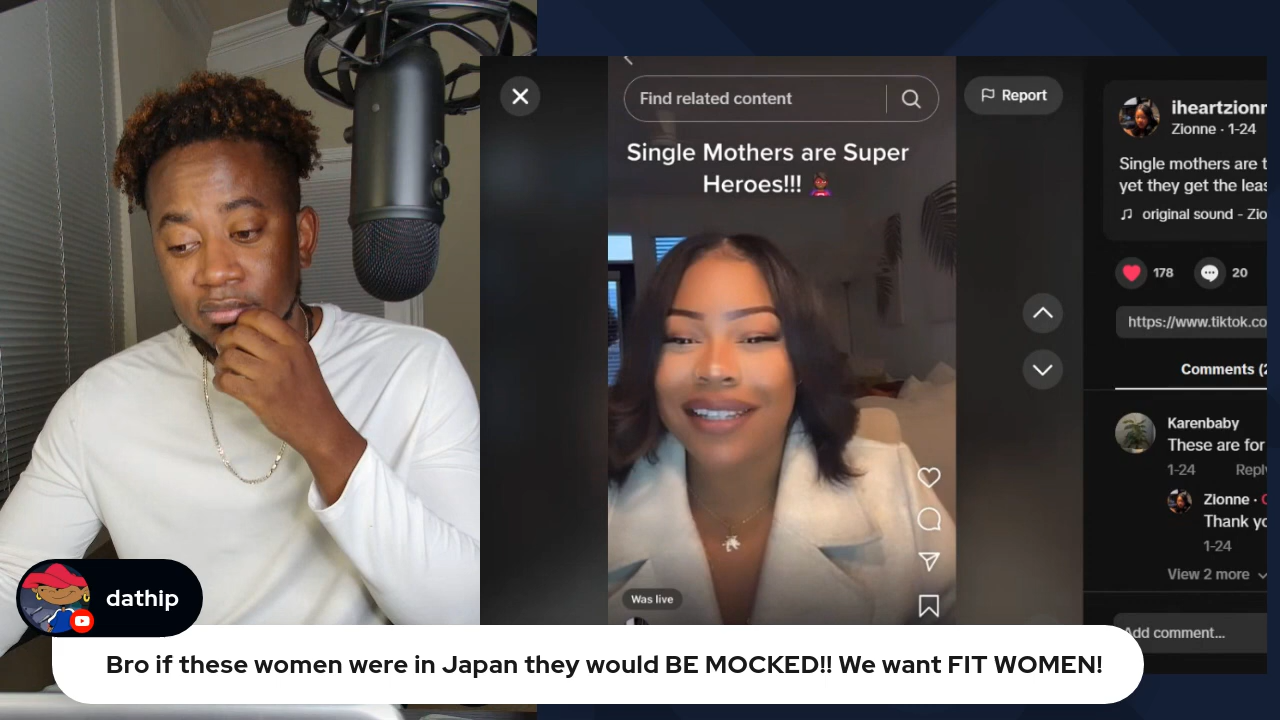 Find related content
Report
Single Mothers are Super
Heroes!!!
iheartzionn
Zionne · 1-24
Single mothers are t
yet they get the leas
original sound - Zio
178
20
https://www.tiktok.co
Comments (2
Karenbaby
These are for
1-24 Reply
Zionne ·
Thank yo
1-24
View 2 more
Was live
Add comment...
dathip
Bro if these women were in Japan they would BE MOCKED!! We want FIT WOMEN!